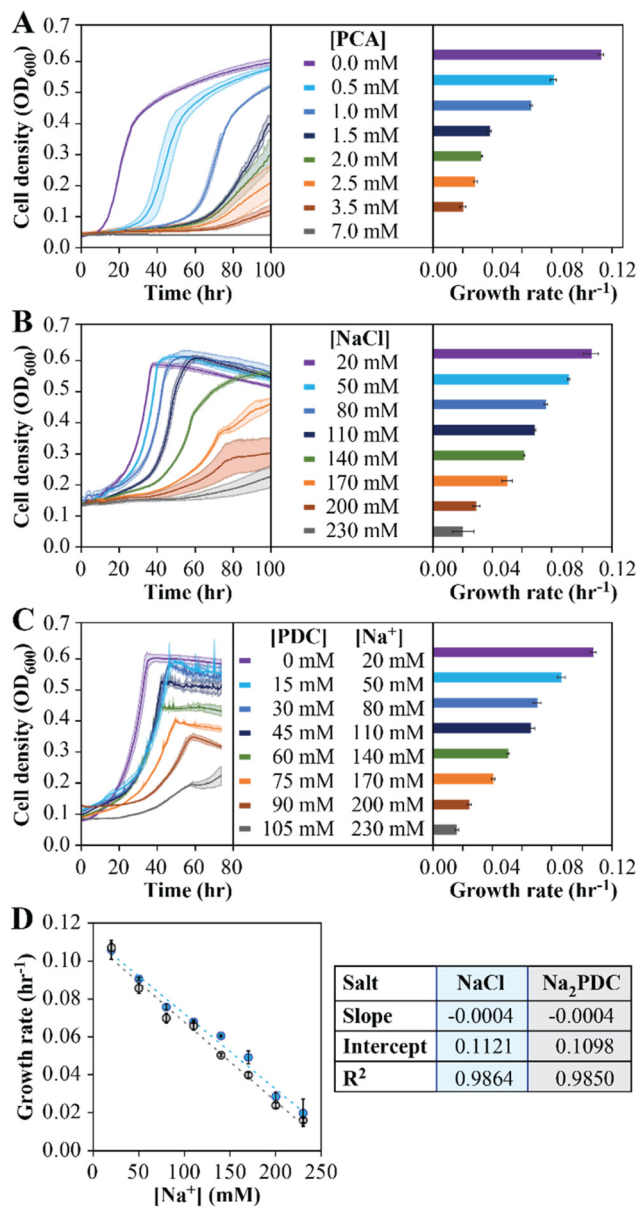 A
Cell density (OD600)
0.7
0.6
0.5
0.4
0.3
0.2
0.1
0.0
0 20 40 60 80 100
Time (hr)
[PCA]
0.0 mM
0.5 mM
1.0 mM
1.5 mM
2.0 mM
2.5 mM
3.5 mM
7.0 mM
0.00 0.04 0.08 0.12
Growth rate (hr-1)
B
Cell density (OD600)
0.7
0.6
0.5
0.4
0.3
0.2
0.1
0.0
0 20 40 60 80 100
Time (hr)
[NaCl]
20 mM
50 mM
80 mM
110 mM
140 mM
170 mM
200 mM
230 mM
0.00 0.04 0.08 0.12
Growth rate (hr-1)
C
Cell density (OD600)
0.7
0.6
0.5
0.4
0.3
0.2
0.1
0.0
0 20 40 60 80
Time (hr)
[PDC] [Na+]
0 mM 20 mM
15 mM 50 mM
30 mM 80 mM
45 mM 110 mM
60 mM 140 mM
75 mM 170 mM
90 mM 200 mM
105 mM 230 mM
0.00 0.04 0.08 0.12
Growth rate (hr-1)
D
Growth rate (hr-1)
0.12
0.10
0.08
0.06
0.04
0.02
0.00
0 50 100 150 200 250
[Na+] (mM)
Salt NaCl Na2PDC
Slope -0.0004 -0.0004
Intercept 0.1121 0.1098
R2 0.9864 0.9850